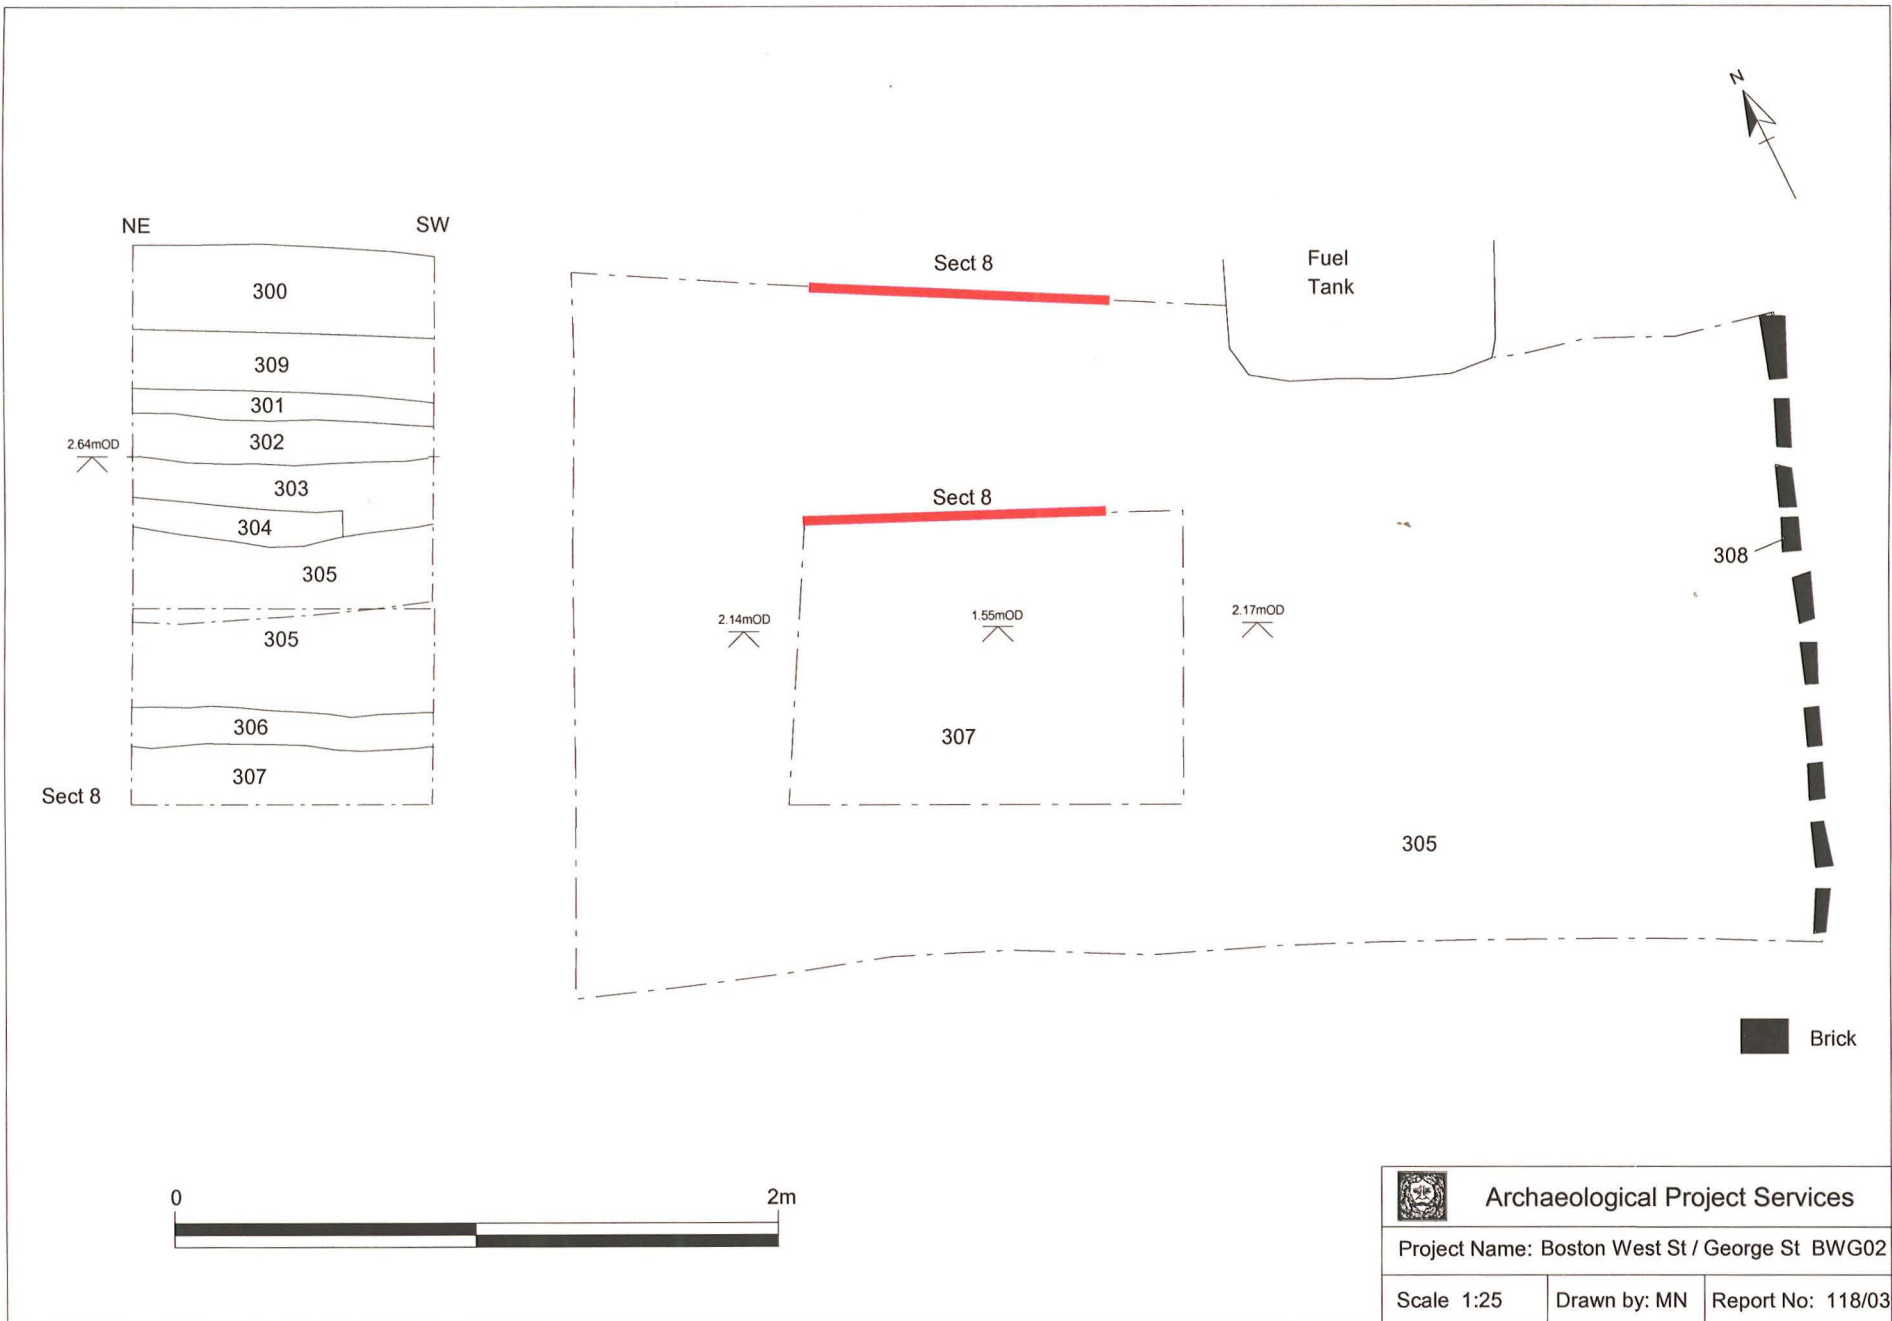 N
NE
SW
300
309
301
302
2.64mOD
303
304
305
305
306
307
Sect 8
Sect 8
Fuel
Tank
Sect 8
308
2.14mOD
1.55mOD
2.17mOD
307
305
Brick
0
2m
Archaeological Project Services
Project Name: Boston West St / George St BWG02
Scale 1:25
Drawn by: MN
Report No: 118/03